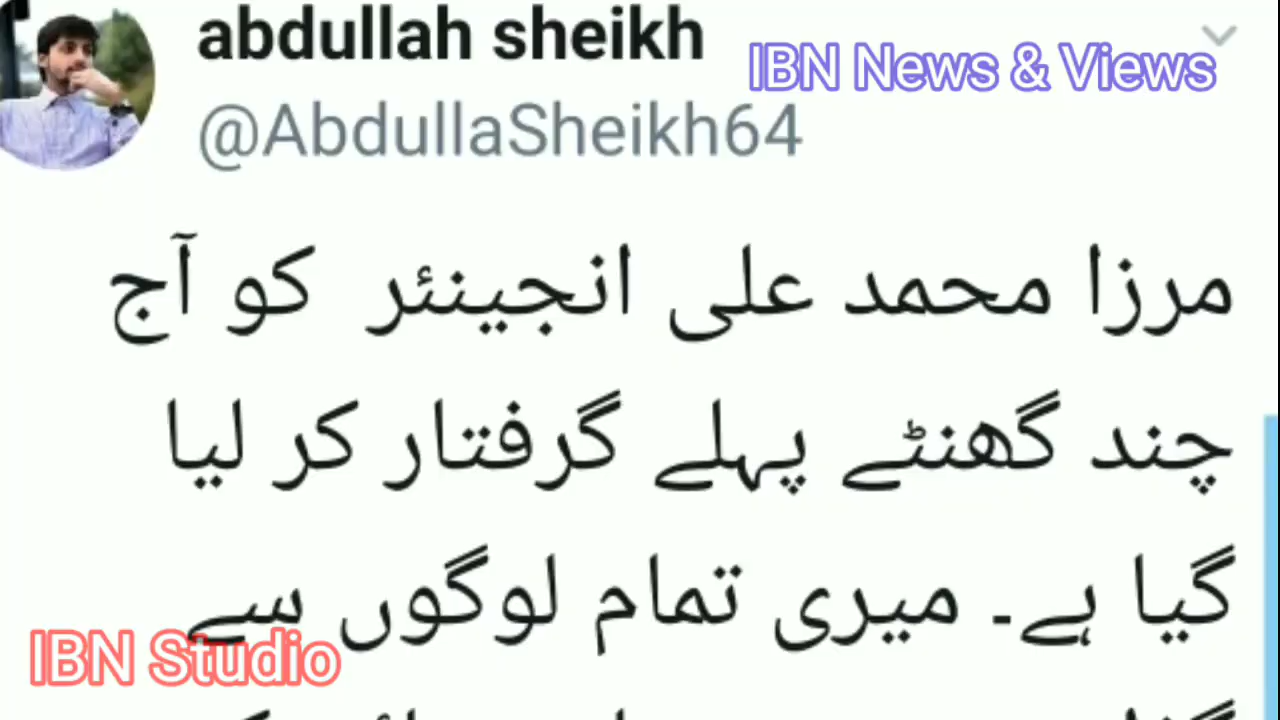 abdullah sheikh
IBN News & Views
@AbdullaSheikh64
مرزا محمد علی انجینئر کو آج
چند گھنٹے پہلے گرفتار کر لیا
گیا ہے۔ میری تمام لوگوں سے
IBN Studio